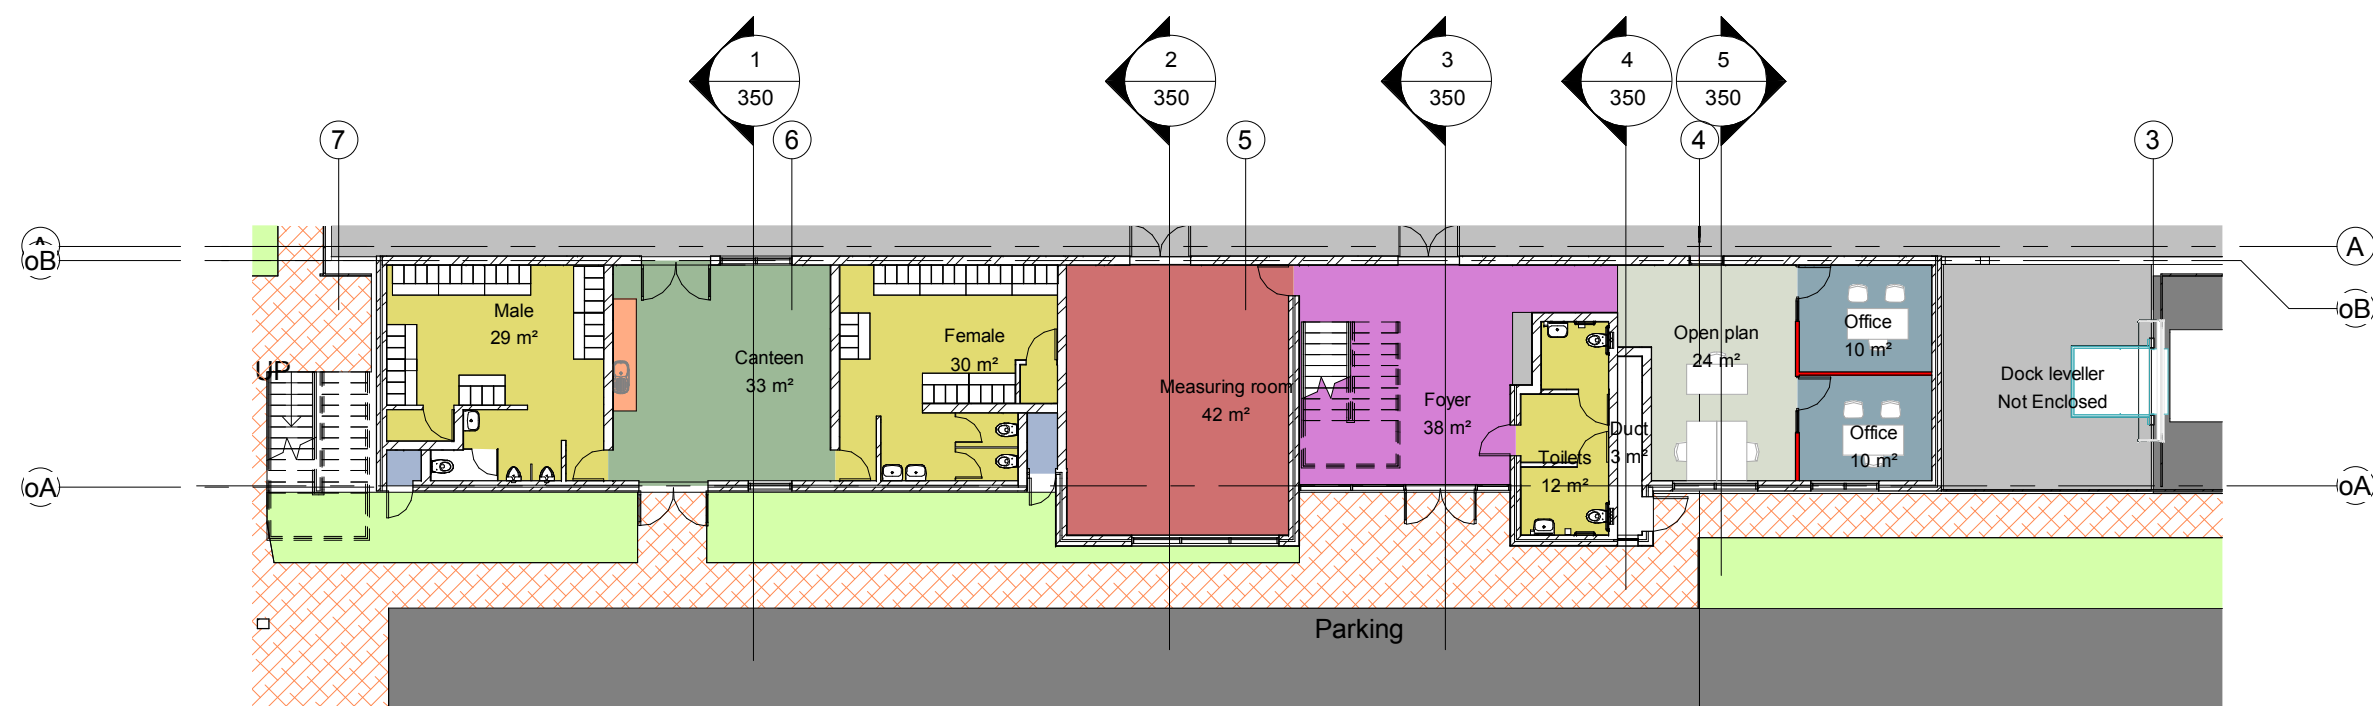 1
350
2
350
3
350
4
350
5
350
7
6
5
4
3
A
oB
A
oB
Male
29 m²
Canteen
33 m²
Female
30 m²
Measuring room
42 m²
Foyer
38 m²
Toilets
12 m²
Duct
3 m²
Open plan
24 m²
Office
10 m²
Office
10 m²
Dock leveller
Not Enclosed
UP
oA
oA
Parking